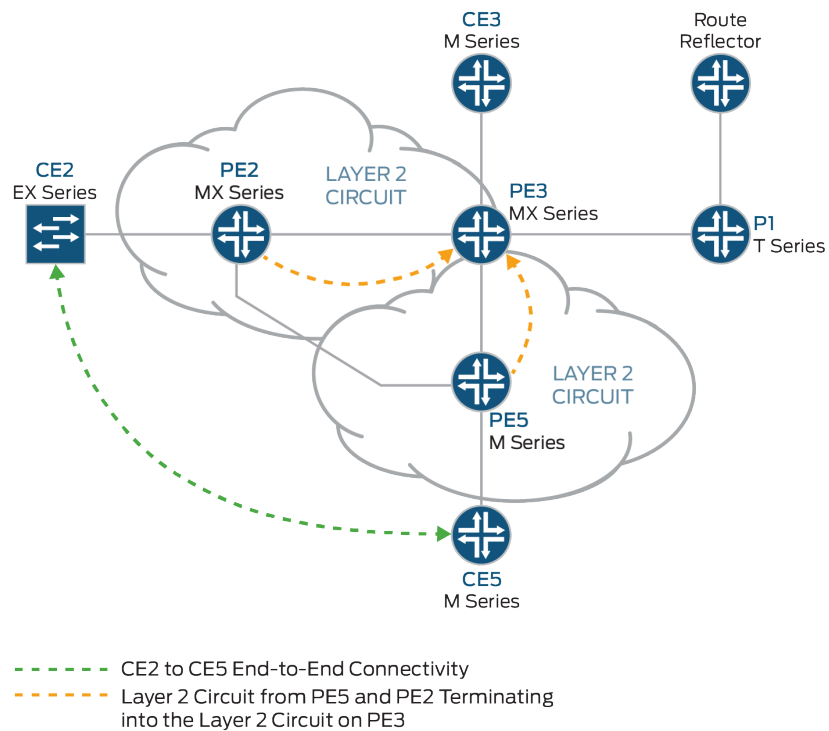 CE3
M Series
Route
Reflector
CE2
EX Series
PE2
MX Series
LAYER 2
CIRCUIT
PE3
MX Series
P1
T Series
LAYER 2
CIRCUIT
PE5
M Series
CE5
M Series
CE2 to CE5 End-to-End Connectivity
Layer 2 Circuit from PE5 and PE2 Terminating
into the Layer 2 Circuit on PE3